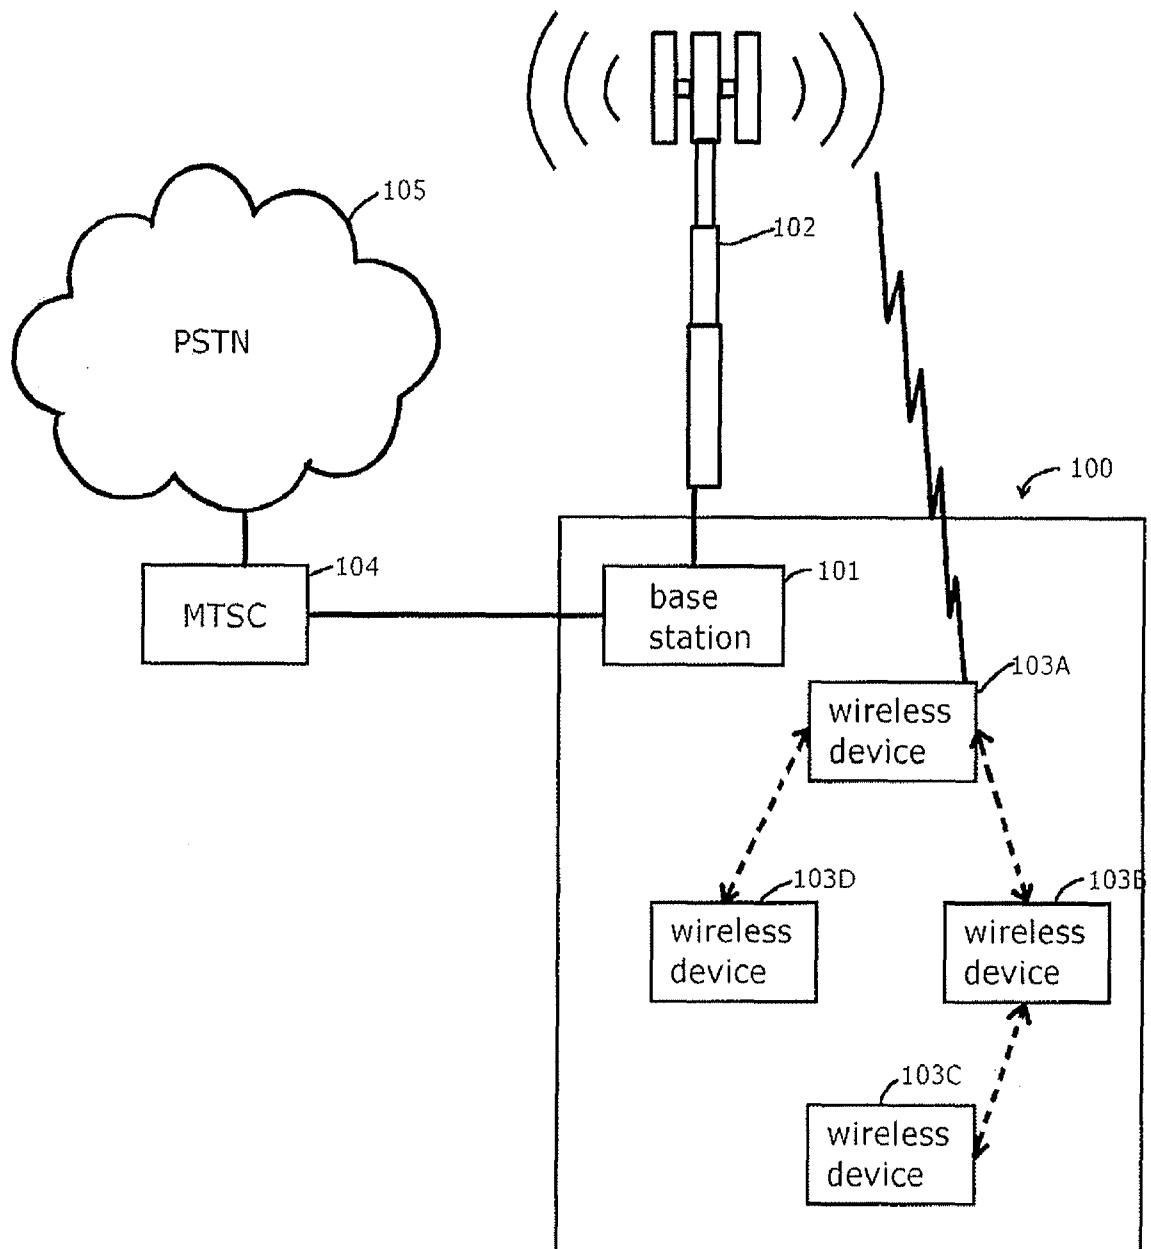 105
102
PSTN
100
104
MTSC
101
base
station
103A
wireless
device
103D
wireless
device
103B
wireless
device
103C
wireless
device